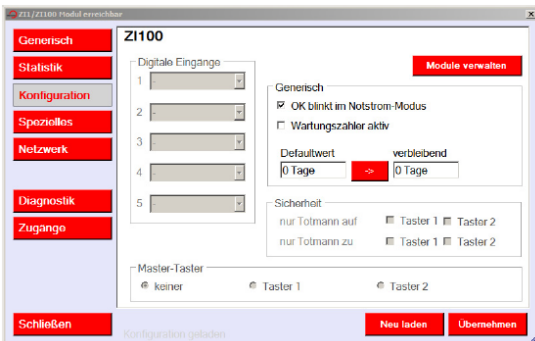 ZI1/ZI100 Modul erreichbar
Generisch
Statistik
Konfiguration
Spezielles
Netzwerk
Diagnostik
Zugänge
Schließen
ZI100
Module verwalten
Digitale Eingänge
1 -
2 -
3 -
4 -
5 -
Generisch
OK blinkt im Notstrom-Modus
Wartungszähler aktiv
Defaultwert verbleibend
0 Tage -> 0 Tage
Sicherheit
nur Totmann auf Taster 1 Taster 2
nur Totmann zu Taster 1 Taster 2
Master-Taster
keiner Taster 1 Taster 2
Konfiguration geladen
Neu laden Übernehmen